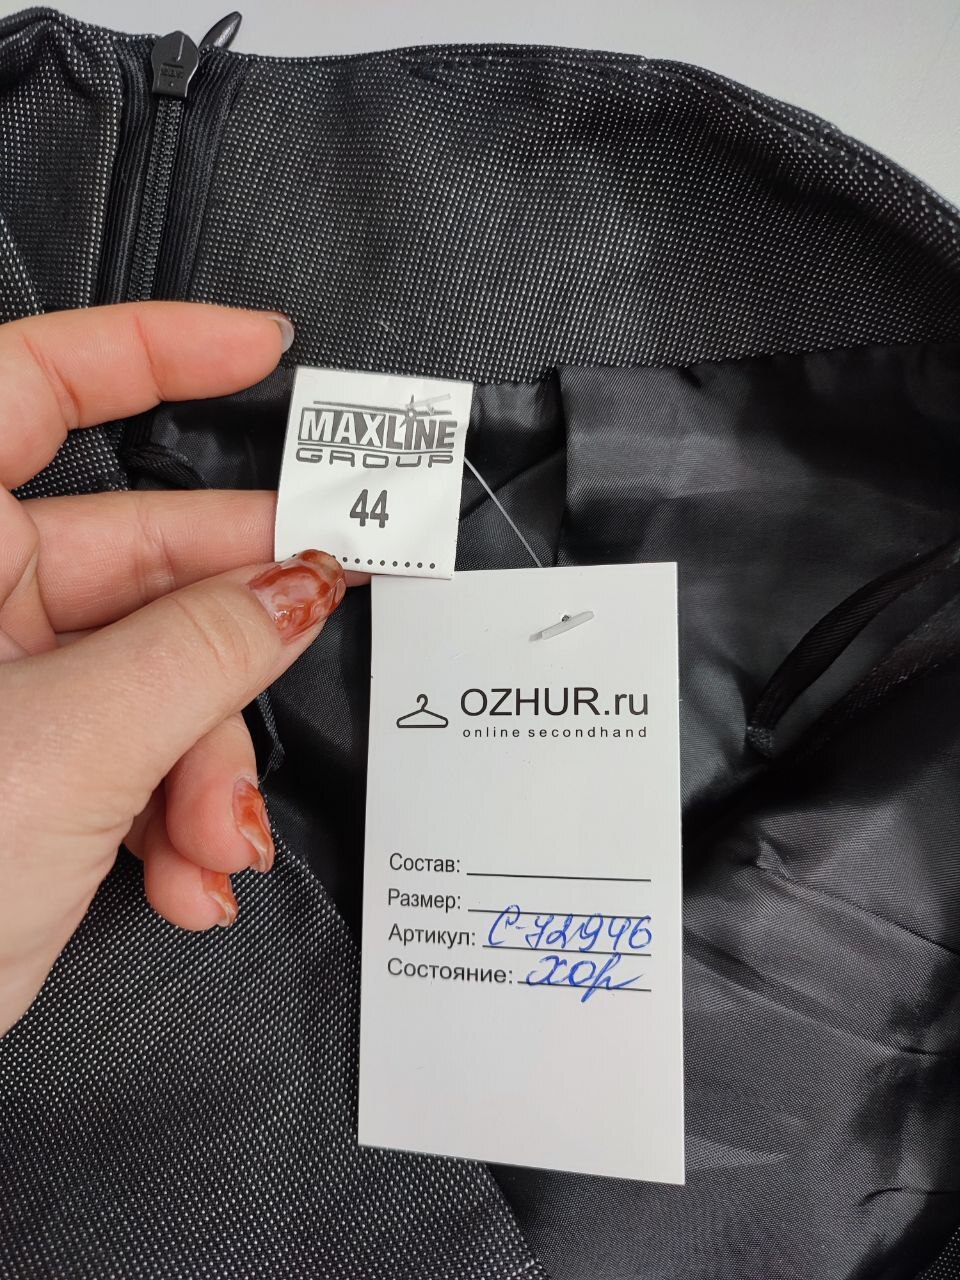 MAXLINE
GROUP
44
OZHUR.ru
online secondhand
Состав:
Размер:
Артикул: С-72946
Состояние: хор